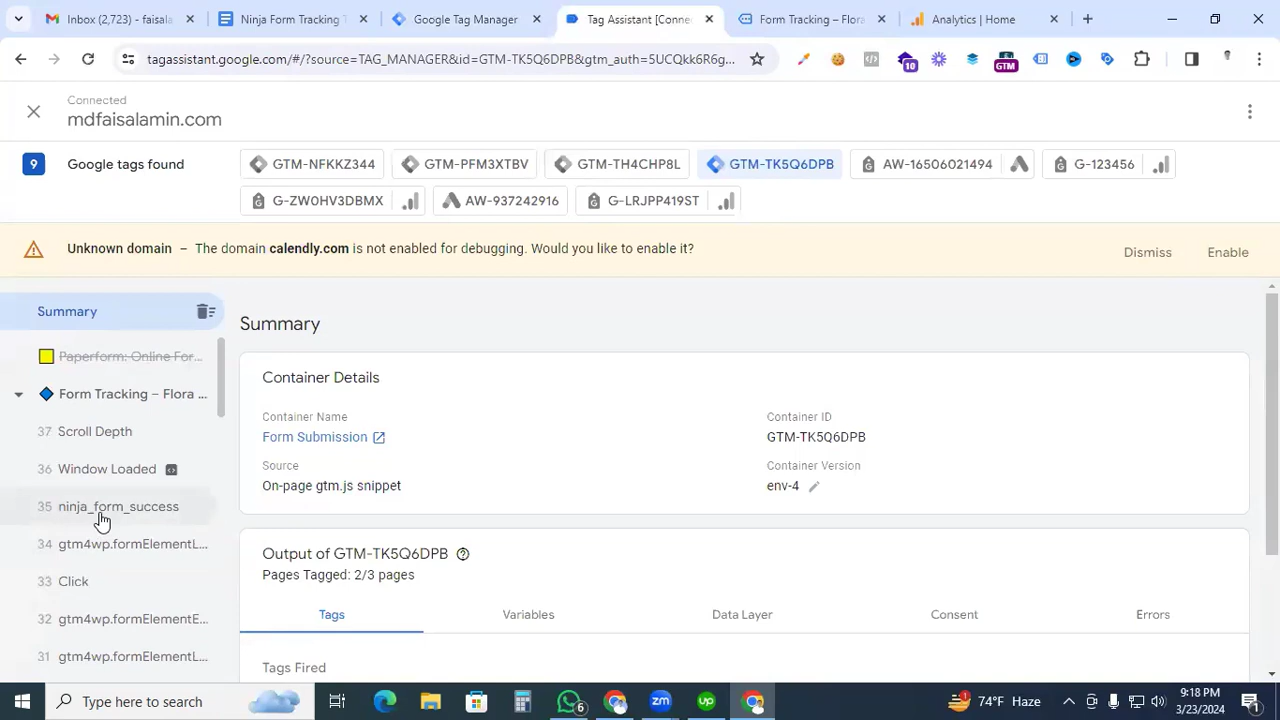 Inbox (2,723) - faisala
Ninja Form Tracking
Google Tag Manager
Tag Assistant [Conne
Form Tracking – Flora
Analytics | Home
tagassistant.google.com/#/?source=TAG_MANAGER&id=GTM-TK5Q6DPB&gtm_auth=5UCQkk6R6g...
10
GTM
Connected
mdfaisalamin.com
9
Google tags found
GTM-NFKKZ344
GTM-PFM3XTBV
GTM-TH4CHP8L
GTM-TK5Q6DPB
AW-16506021494
G-123456
G-ZW0HV3DBMX
AW-937242916
G-LRJPP419ST
Unknown domain – The domain calendly.com is not enabled for debugging. Would you like to enable it?
Dismiss
Enable
Summary
Paperform: Online For...
Form Tracking – Flora ...
37 Scroll Depth
36 Window Loaded
35 ninja_form_success
34 gtm4wp.formElementL...
33 Click
32 gtm4wp.formElementE...
31 gtm4wp.formElementL...
Summary
Container Details
Container Name
Form Submission
Container ID
GTM-TK5Q6DPB
Source
On-page gtm.js snippet
Container Version
env-4
Output of GTM-TK5Q6DPB
Pages Tagged: 2/3 pages
Tags
Variables
Data Layer
Consent
Errors
Tags Fired
Type here to search
6
74°F Haze
9:18 PM
3/23/2024
1